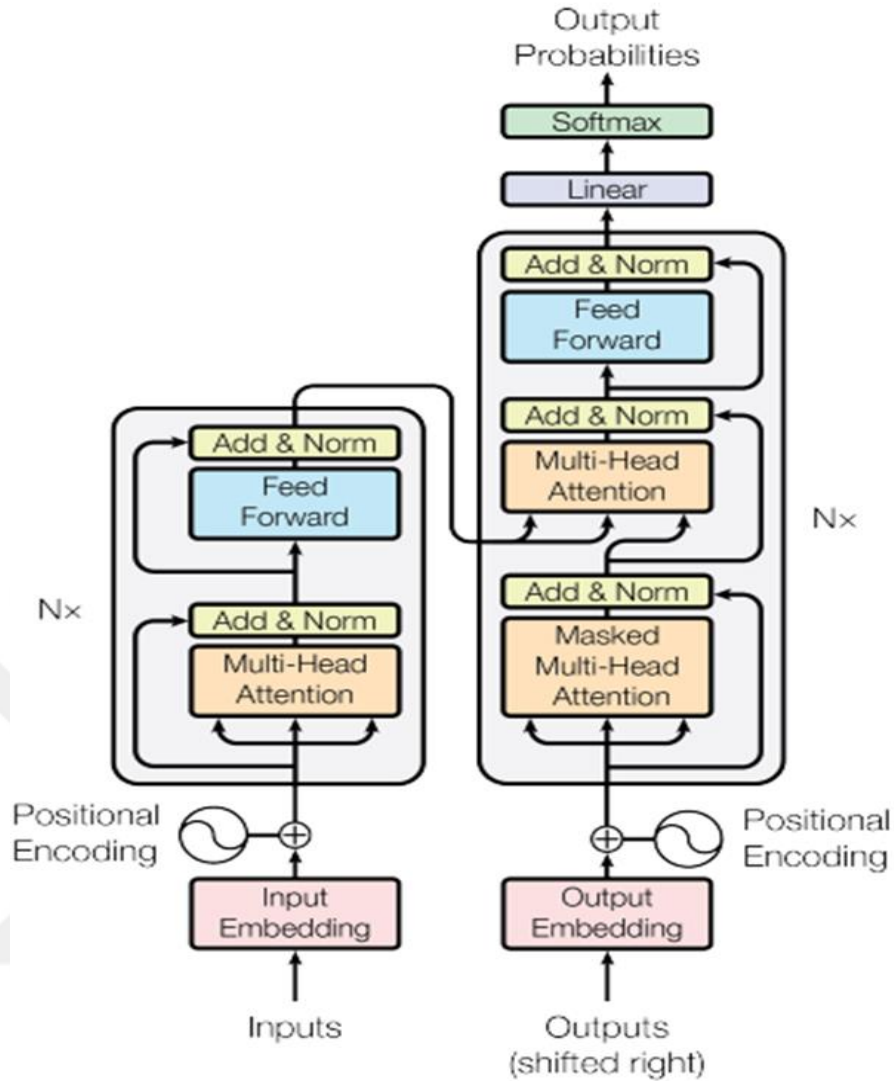 Output
Probabilities
Softmax
Linear
Add & Norm
Feed
Forward
Add & Norm
Multi-Head
Attention
Add & Norm
Masked
Multi-Head
Attention
Nx
Add & Norm
Feed
Forward
Add & Norm
Multi-Head
Attention
Nx
Positional
Encoding
Positional
Encoding
Input
Embedding
Output
Embedding
Inputs
Outputs
(shifted right)